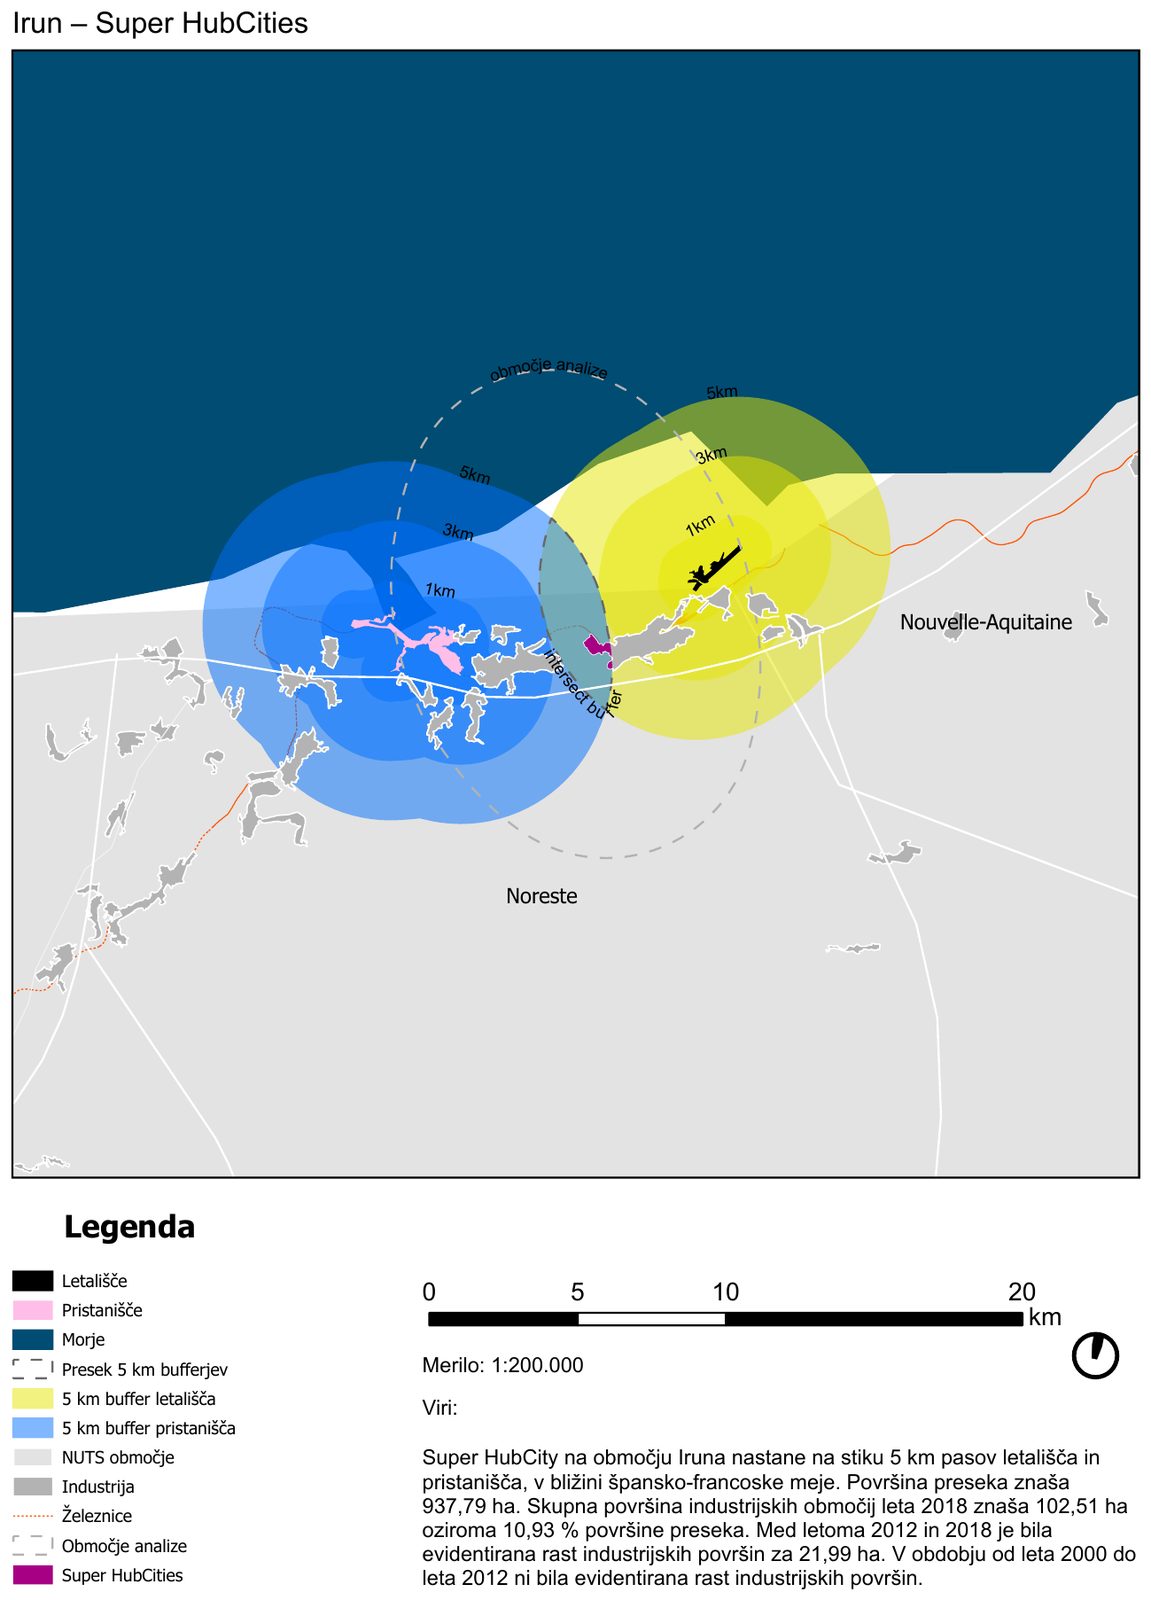 Irun – Super HubCities
območje analize
5km
3km
5km
3km
1km
1km
Nouvelle-Aquitaine
intersect buffer
Noreste
Legenda
Letališče
Pristanišče
Morje
Presek 5 km bufferjev
5 km buffer letališča
5 km buffer pristanišča
NUTS območje
Industrija
Železnice
Območje analize
Super HubCities
0 5 10 20
km
Merilo: 1:200.000
Viri:
Super HubCity na območju Iruna nastane na stiku 5 km pasov letališča in
pristanišča, v bližini špansko-francoske meje. Površina preseka znaša
937,79 ha. Skupna površina industrijskih območij leta 2018 znaša 102,51 ha
oziroma 10,93 % površine preseka. Med letoma 2012 in 2018 je bila
evidentirana rast industrijskih površin za 21,99 ha. V obdobju od leta 2000 do
leta 2012 ni bila evidentirana rast industrijskih površin.